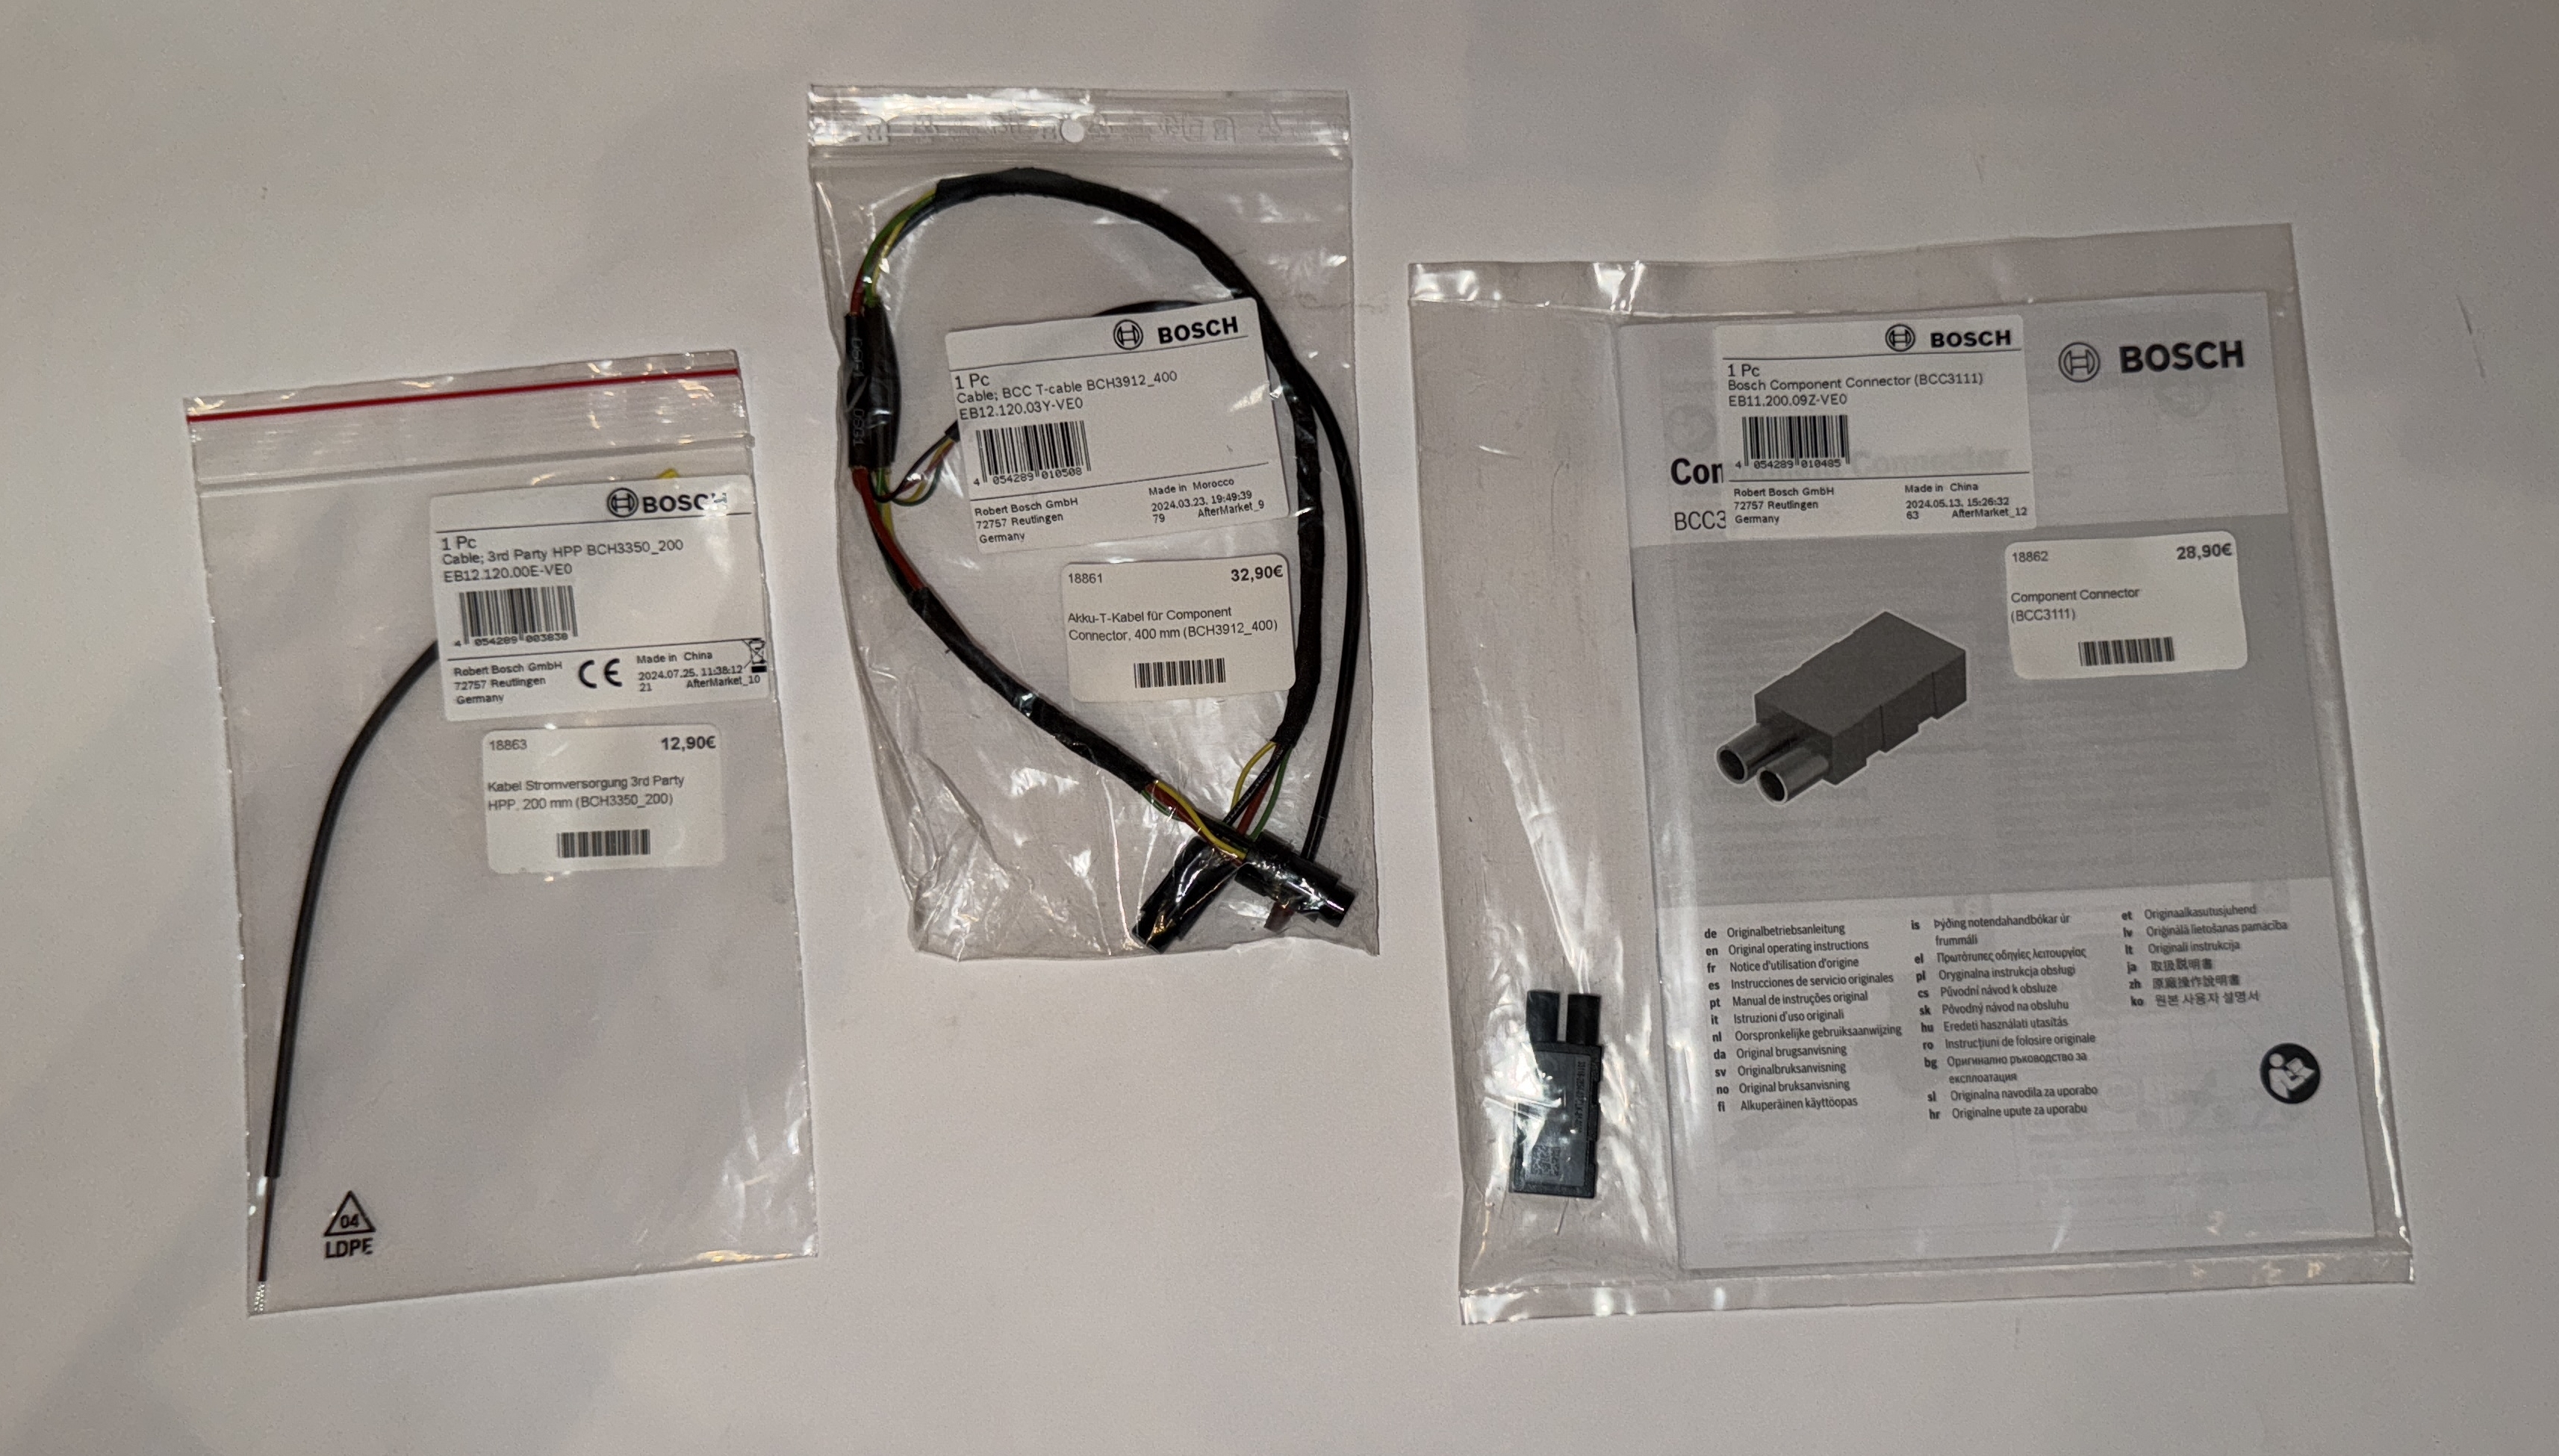 BOSCH
1 Pc
Cable; 3rd Party HPP BCH3350_200
EB12.120.00E-VE0
4 054289 003838
Robert Bosch GmbH
72757 Reutlingen
Germany
CE
Made in China
2024.07.25, 11:38:12
21 AfterMarket_10
18863 12,90€
Kabel Stromversorgung 3rd Party
HPP, 200 mm (BCH3350_200)
04
LDPE
BOSCH
1 Pc
Cable; BCC T-cable BCH3912_400
EB12.120.03Y-VE0
4 054289 010508
Robert Bosch GmbH
72757 Reutlingen
Germany
Made in Morocco
2024.03.23, 19:49:39
79 AfterMarket_9
18861 32,90€
Akku-T-Kabel für Component
Connector, 400 mm (BCH3912_400)
BOSCH
1 Pc
Bosch Component Connector (BCC3111)
EB11.200.09Z-VE0
4 054289 010485
Robert Bosch GmbH
72757 Reutlingen
Germany
Made in China
2024.05.13, 15:26:32
63 AfterMarket_12
BOSCH
Con
BCC3
18862 28,90€
Component Connector
(BCC3111)
de Originalbetriebsanleitung
en Original operating instructions
fr Notice d'utilisation d'origine
es Instrucciones de servicio originales
pt Manual de instruções original
it Istruzioni d'uso originali
nl Oorspronkelijke gebruiksaanwijzing
da Original brugsanvisning
sv Originalbruksanvisning
no Original bruksanvisning
fi Alkuperäinen käyttöopas
is Þýðing notendahandbókar úr
frummáli
el Πρωτότυπες οδηγίες λειτουργίας
pl Oryginalna instrukcja obsługi
cs Původní návod k obsluze
sk Pôvodný návod na obsluhu
hu Eredeti használati utasítás
ro Instrucțiuni de folosire originale
bg Оригинално ръководство за
експлоатация
sl Originalna navodila za uporabo
hr Originalne upute za uporabu
et Originaalkasutusjuhend
lv Oriģinālā lietošanas pamācība
lt Originali instrukcija
ja 取扱説明書
zh 原廠操作說明書
ko 원본 사용자 설명서